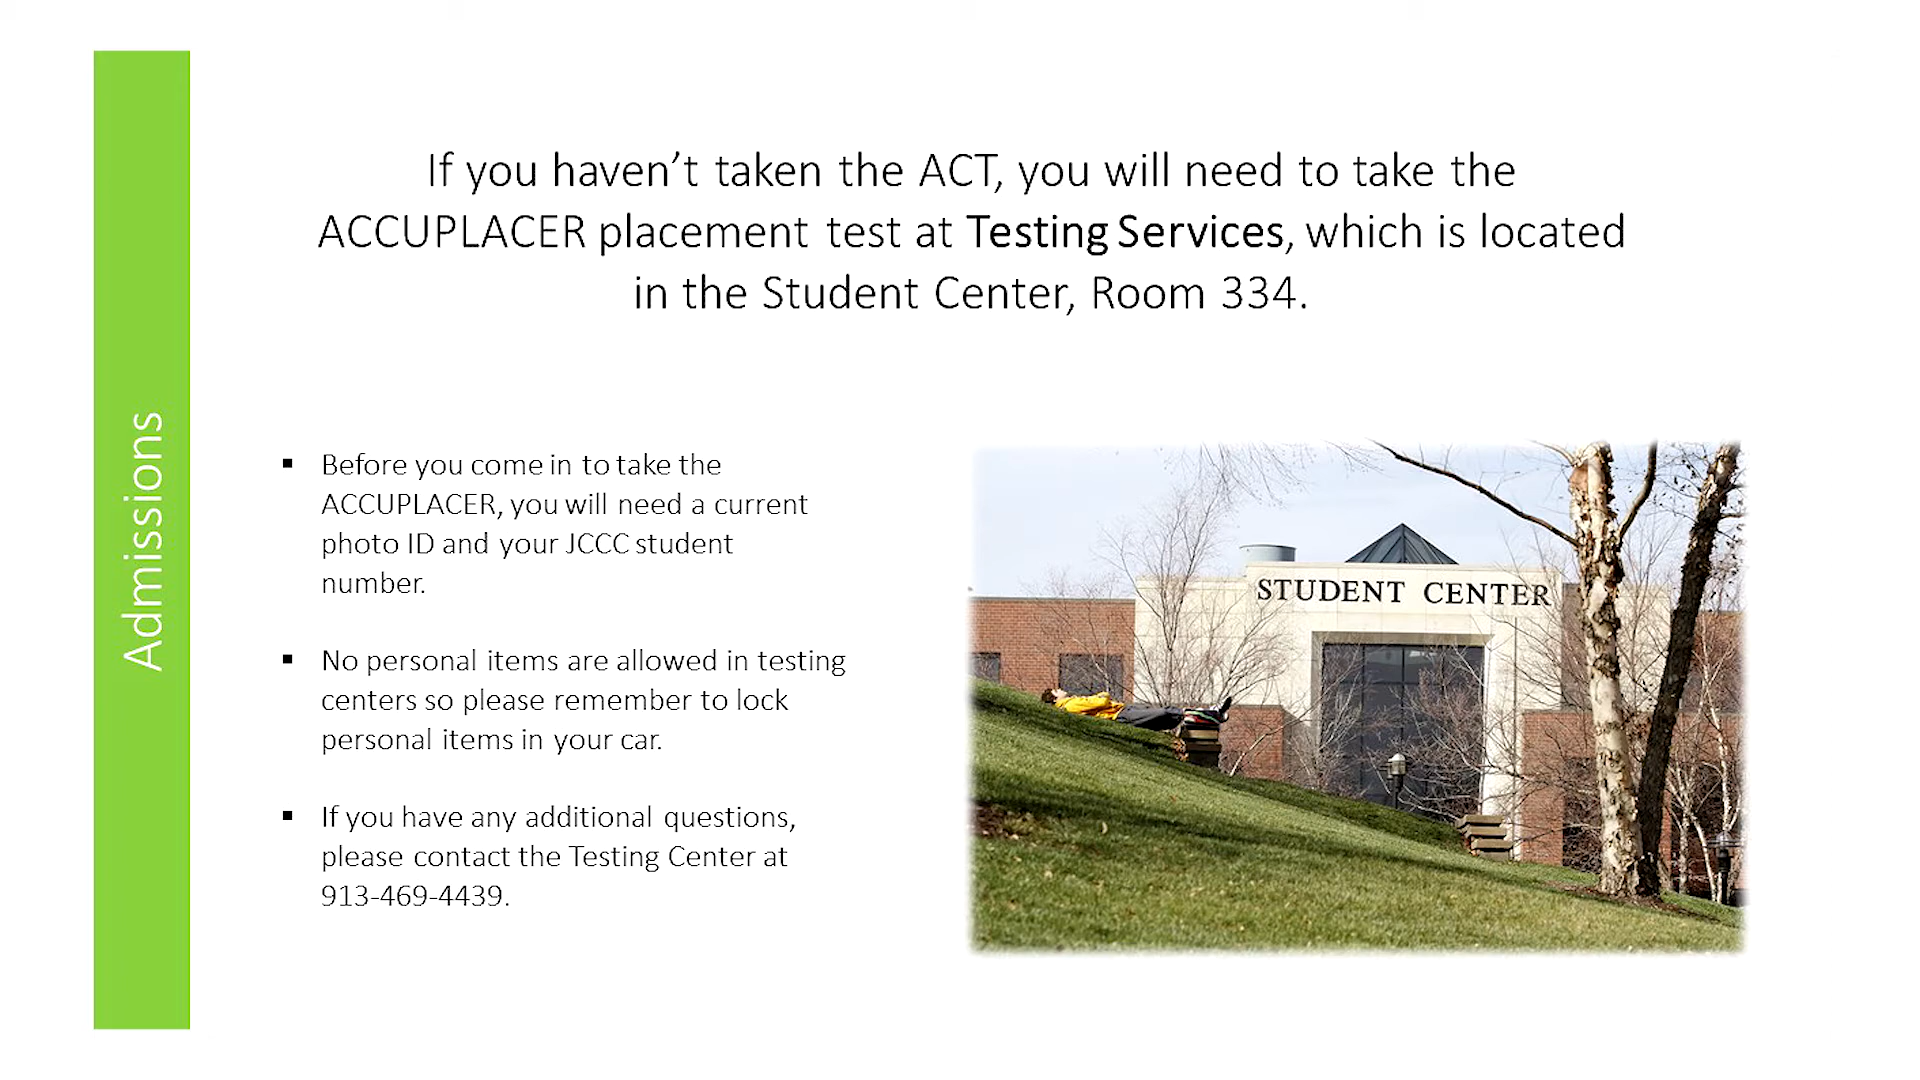 Admissions
If you haven’t taken the ACT, you will need to take the
ACCUPLACER placement test at Testing Services, which is located
in the Student Center, Room 334.
▪ Before you come in to take the
ACCUPLACER, you will need a current
photo ID and your JCCC student
number.
▪ No personal items are allowed in testing
centers so please remember to lock
personal items in your car.
▪ If you have any additional questions,
please contact the Testing Center at
913-469-4439.
STUDENT CENTER